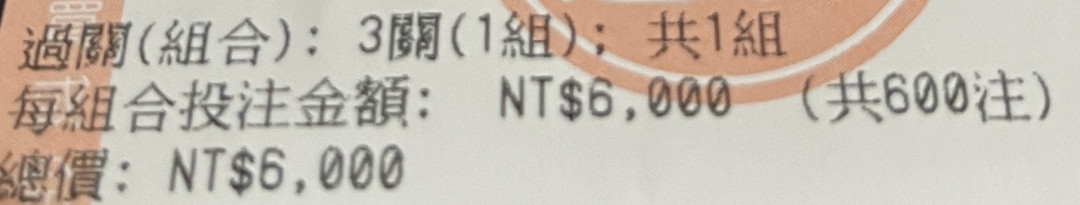 過關(組合): 3關(1組); 共1組
每組合投注金額: NT$6,000 (共600注)
總價: NT$6,000